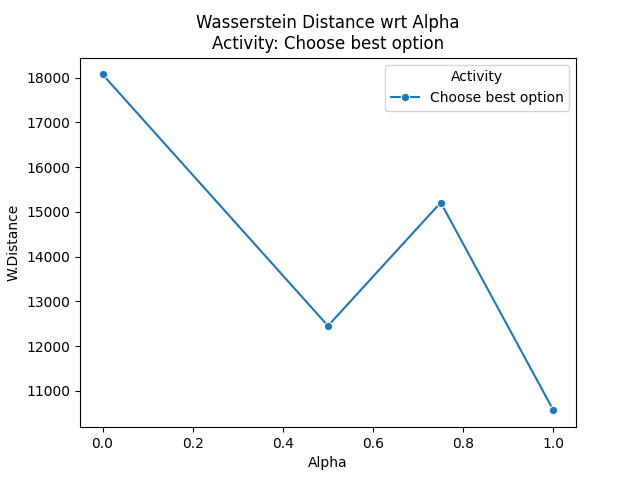 Wasserstein Distance wrt Alpha
Activity: Choose best option
Activity
Choose best option
W.Distance
18000
17000
16000
15000
14000
13000
12000
11000
0.0 0.2 0.4 0.6 0.8 1.0
Alpha